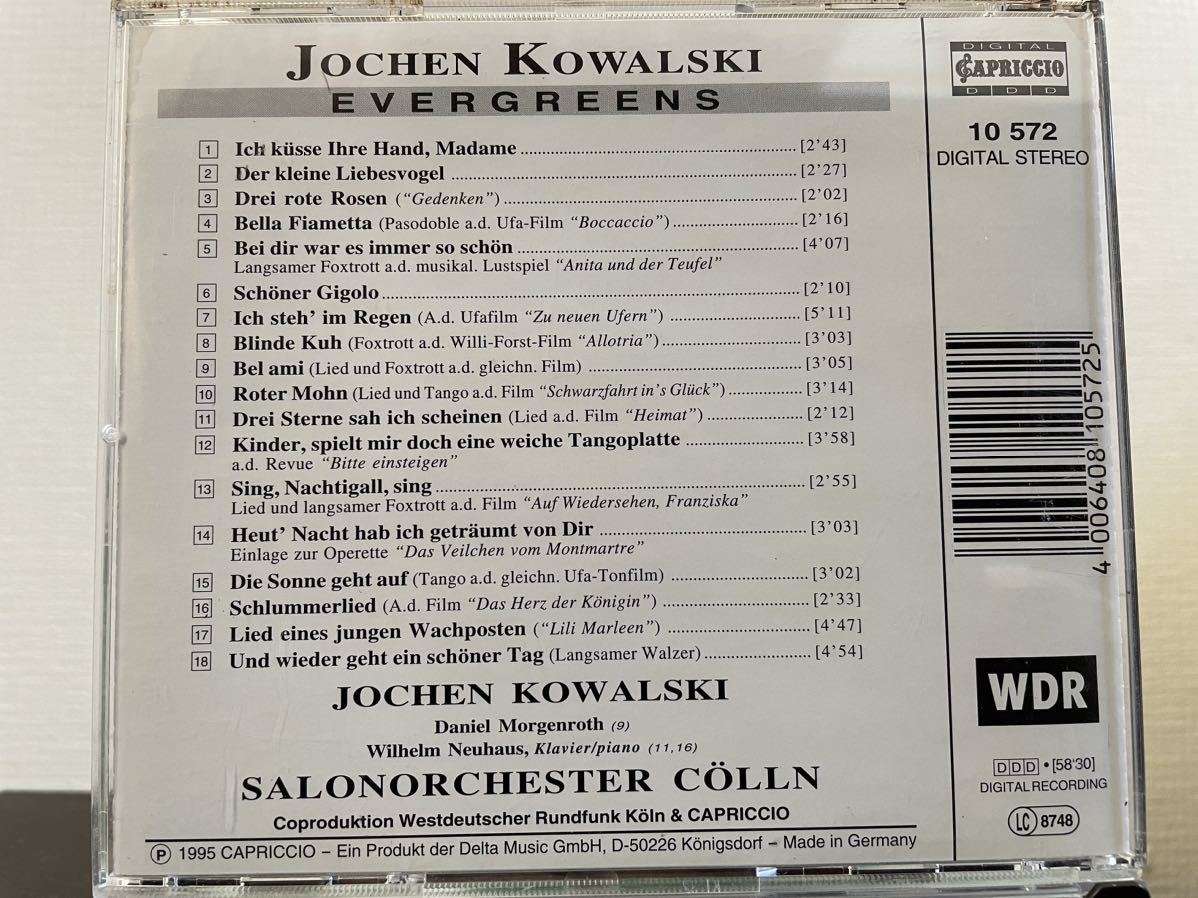 JOCHEN KOWALSKI
EVERGREENS
1 Ich küsse Ihre Hand, Madame [2'43]
2 Der kleine Liebesvogel [2'27]
3 Drei rote Rosen (“Gedenken”) [2'02]
4 Bella Fiametta (Pasodoble a.d. Ufa-Film “Boccaccio”) [2'16]
5 Bei dir war es immer so schön [4'07]
Langsamer Foxtrott a.d. musikal. Lustspiel “Anita und der Teufel”
6 Schöner Gigolo [2'10]
7 Ich steh' im Regen (A.d. Ufafilm “Zu neuen Ufern”) [5'11]
8 Blinde Kuh (Foxtrott a.d. Willi-Forst-Film “Allotria”) [3'03]
9 Bel ami (Lied und Foxtrott a.d. gleichn. Film) [3'05]
10 Roter Mohn (Lied und Tango a.d. Film “Schwarzfahrt in's Glück”) [3'14]
11 Drei Sterne sah ich scheinen (Lied a.d. Film “Heimat”) [2'12]
12 Kinder, spielt mir doch eine weiche Tangoplatte [3'58]
a.d. Revue “Bitte einsteigen”
13 Sing, Nachtigall, sing [2'55]
Lied und langsamer Foxtrott a.d. Film “Auf Wiedersehen, Franziska”
14 Heut' Nacht hab ich geträumt von Dir [3'03]
Einlage zur Operette “Das Veilchen vom Montmartre”
15 Die Sonne geht auf (Tango a.d. gleichn. Ufa-Tonfilm) [3'02]
16 Schlummerlied (A.d. Film “Das Herz der Königin”) [2'33]
17 Lied eines jungen Wachposten (“Lili Marleen”) [4'47]
18 Und wieder geht ein schöner Tag (Langsamer Walzer) [4'54]
JOCHEN KOWALSKI
Daniel Morgenroth (9)
Wilhelm Neuhaus, Klavier/piano (11,16)
SALONORCHESTER CÖLLN
Coproduktion Westdeutscher Rundfunk Köln & CAPRICCIO
℗ 1995 CAPRICCIO – Ein Produkt der Delta Music GmbH, D-50226 Königsdorf – Made in Germany
DIGITAL
CAPRICCIO
DDD
10 572
DIGITAL STEREO
4 006408 105725
WDR
DDD • [58'30]
DIGITAL RECORDING
LC 8748